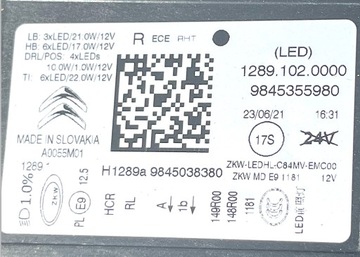 LB: 3xLED/21.0W/12V
HB: 6xLED/17.0W/12V
DRL/POS: 4xLEDs
10.0W/1.0W/12V
TI: 6xLED/22.0W/12V
R ECE RHT
(LED)
1289.102.0000
9845355980
23/06/21 16:31
17S 24V
MADE IN SLOVAKIA
A0055M01
1289
H1289a 9845038380
ZKW-LEDHL-C84MV-EMC00
ZKW MD E9 1181 12V
D 1.0%
ZKW
PL E9 12.5
HCR
RL
A
1b
149R00
148R00
1181
LED